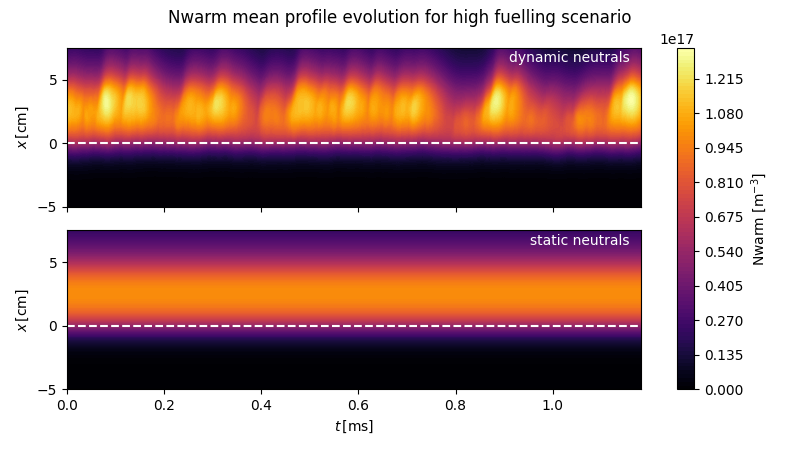 Nwarm mean profile evolution for high fuelling scenario
1e17
dynamic neutrals
5
0
−5
x [cm]
static neutrals
5
0
−5
x [cm]
0.0 0.2 0.4 0.6 0.8 1.0
t [ms]
1.215
1.080
0.945
0.810
0.675
0.540
0.405
0.270
0.135
0.000
Nwarm [m⁻³]